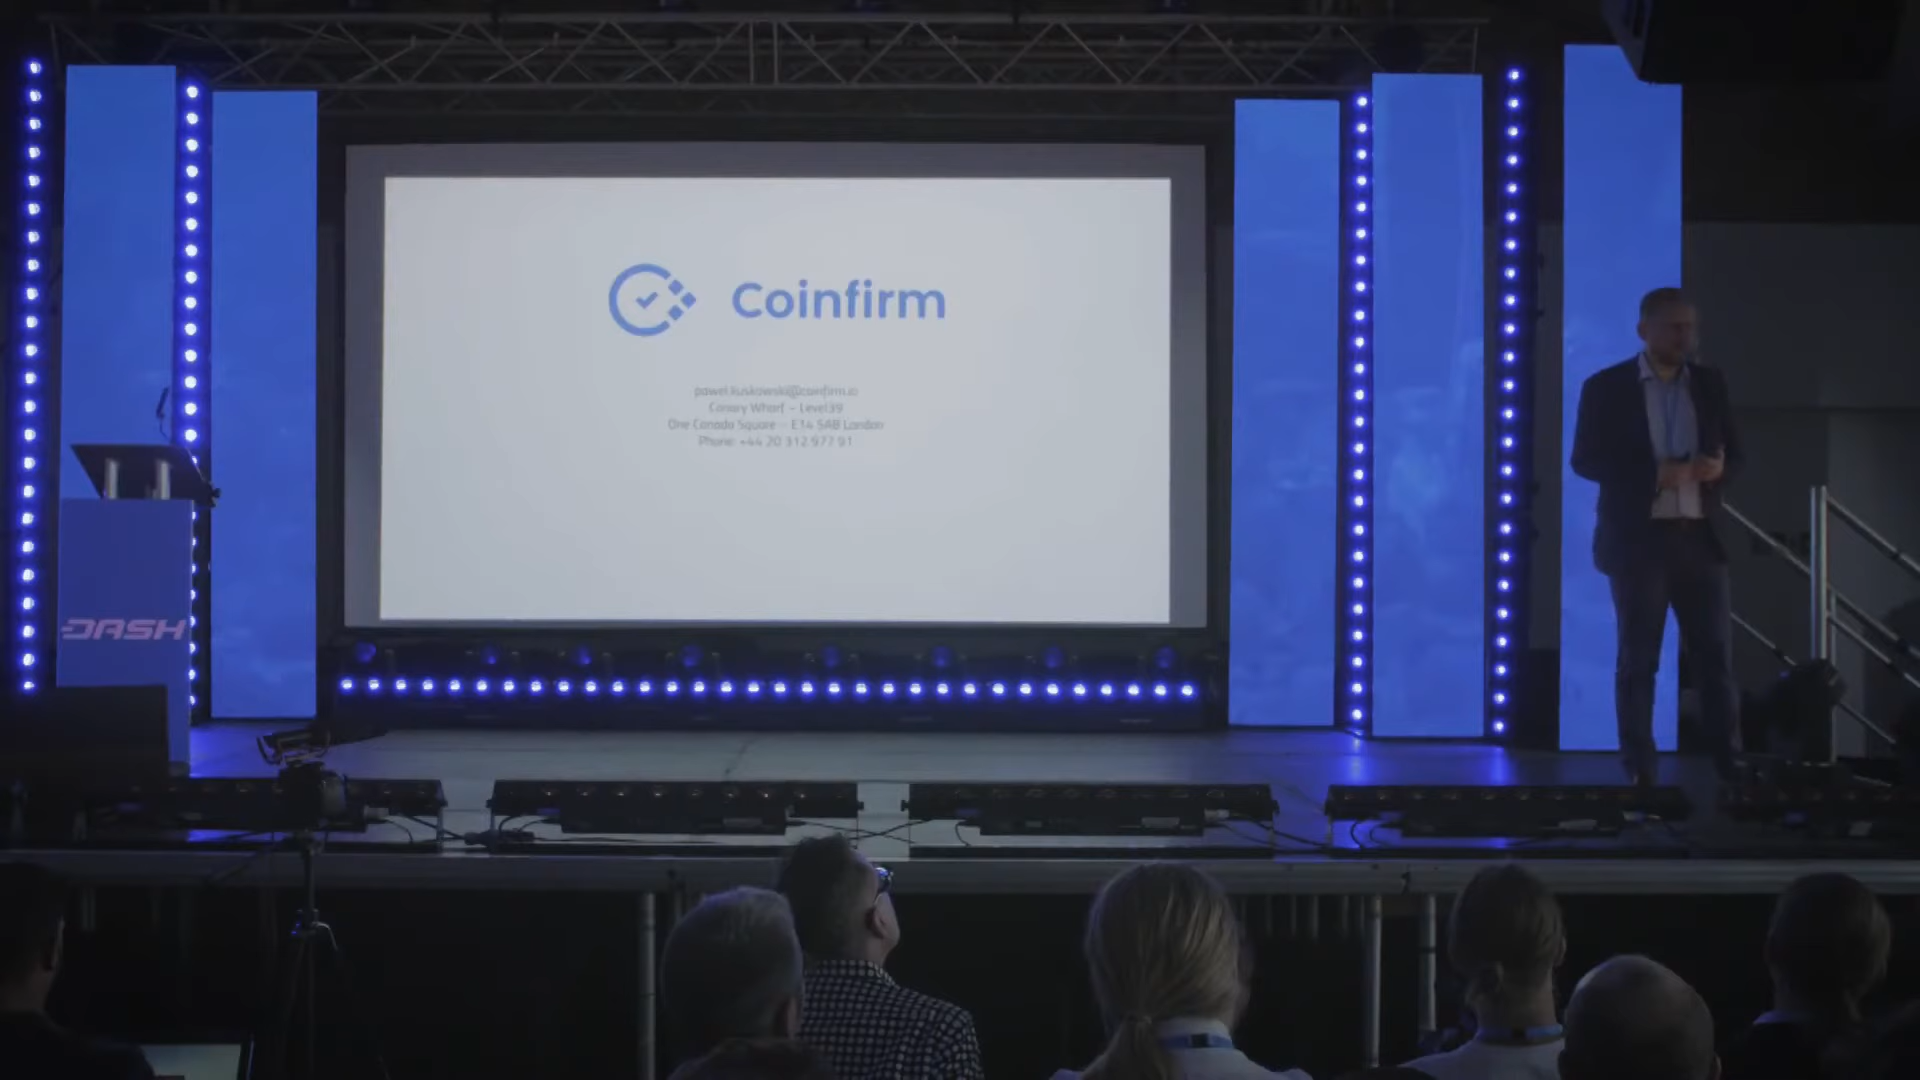 Coinfirm
pawel.kuskowski@coinfirm.io
Canary Wharf – Level39
One Canada Square – E14 5AB London
Phone: +44 20 312 977 91
DASH